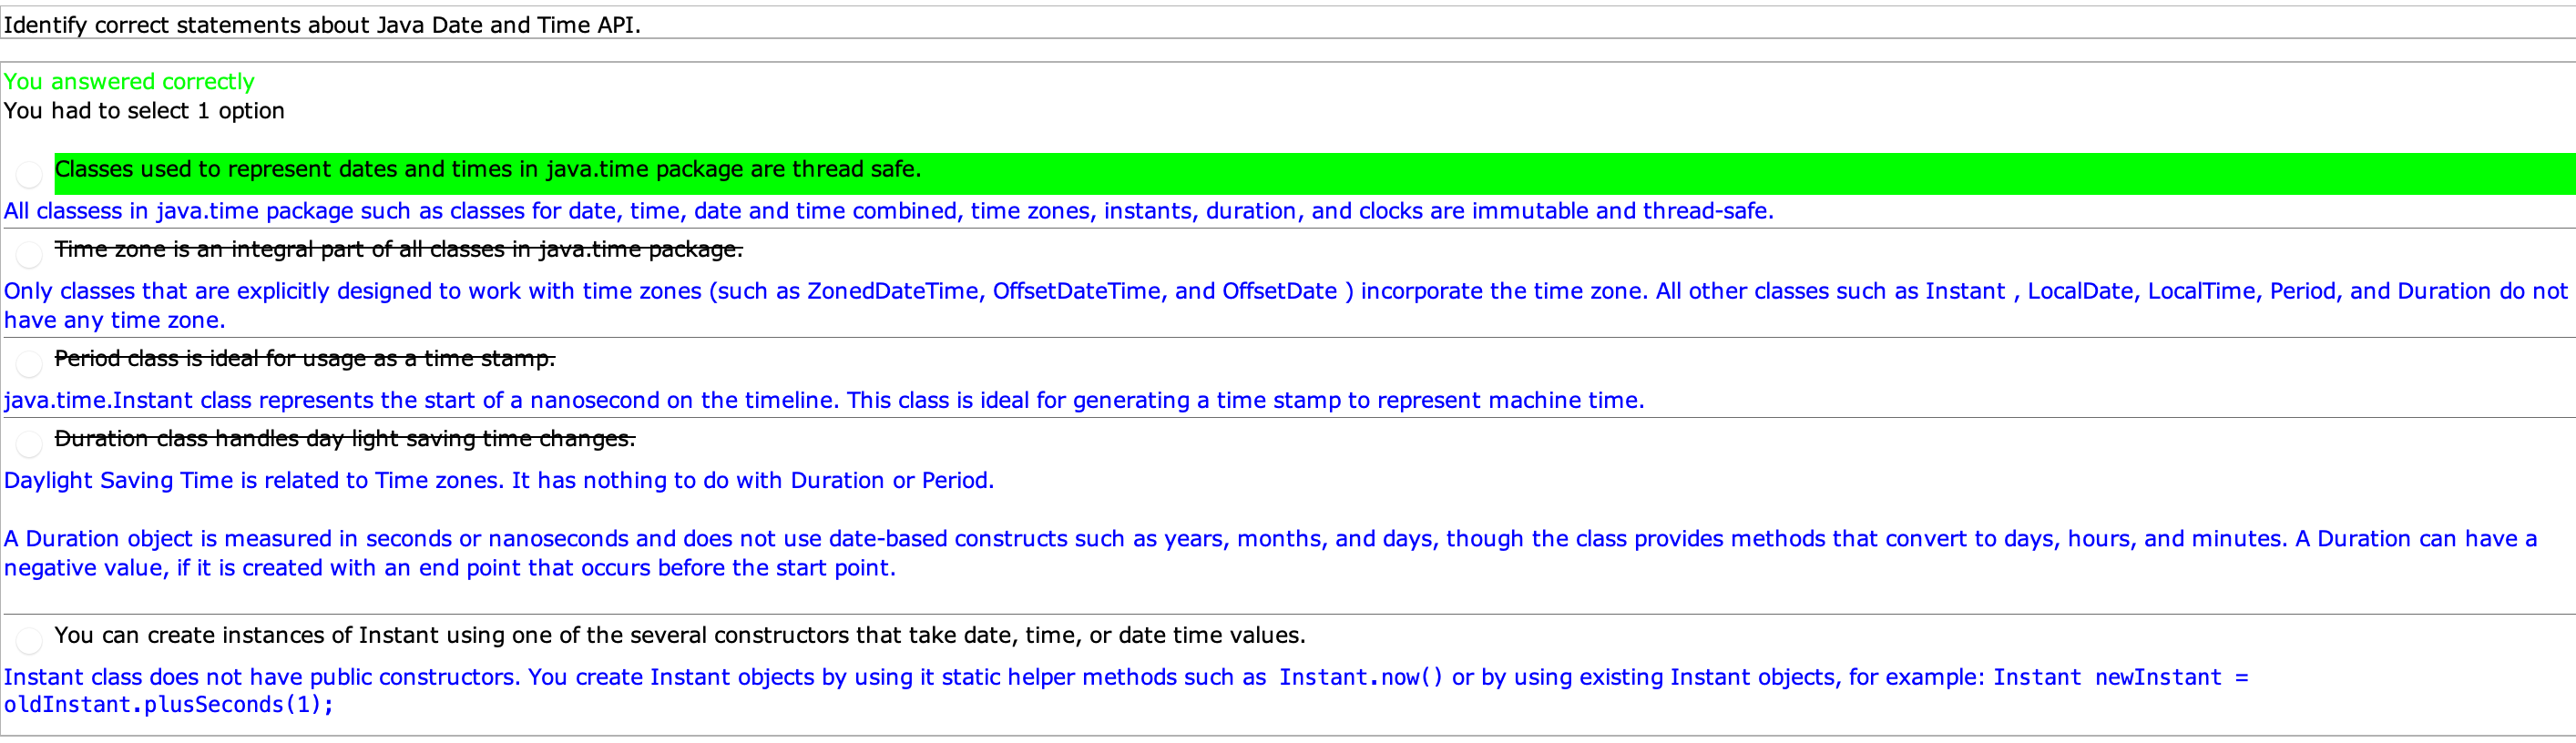 Identify correct statements about Java Date and Time API.
You answered correctly
You had to select 1 option
Classes used to represent dates and times in java.time package are thread safe.
All classess in java.time package such as classes for date, time, date and time combined, time zones, instants, duration, and clocks are immutable and thread-safe.
Time zone is an integral part of all classes in java.time package.
Only classes that are explicitly designed to work with time zones (such as ZonedDateTime, OffsetDateTime, and OffsetDate ) incorporate the time zone. All other classes such as Instant , LocalDate, LocalTime, Period, and Duration do not
have any time zone.
Period class is ideal for usage as a time stamp.
java.time.Instant class represents the start of a nanosecond on the timeline. This class is ideal for generating a time stamp to represent machine time.
Duration class handles day light saving time changes.
Daylight Saving Time is related to Time zones. It has nothing to do with Duration or Period.
A Duration object is measured in seconds or nanoseconds and does not use date-based constructs such as years, months, and days, though the class provides methods that convert to days, hours, and minutes. A Duration can have a
negative value, if it is created with an end point that occurs before the start point.
You can create instances of Instant using one of the several constructors that take date, time, or date time values.
Instant class does not have public constructors. You create Instant objects by using it static helper methods such as Instant.now() or by using existing Instant objects, for example: Instant newInstant =
oldInstant.plusSeconds(1);